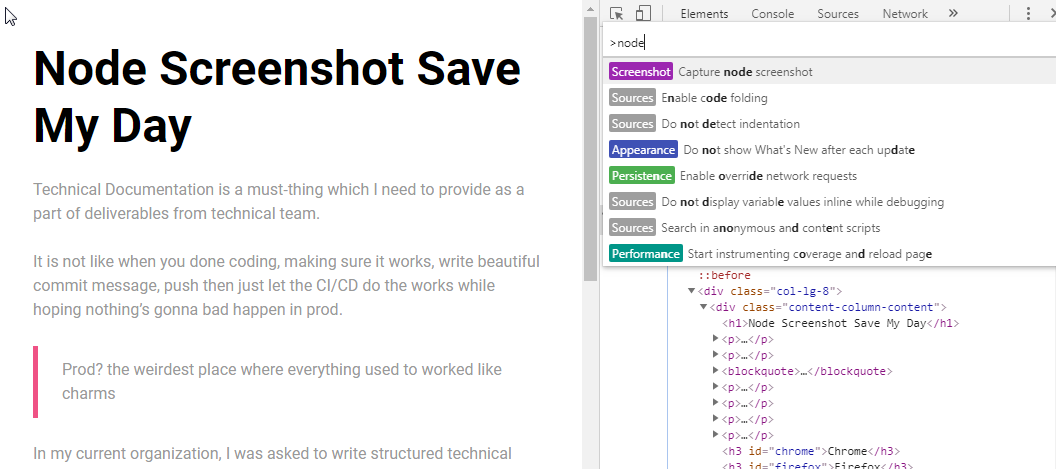 Node Screenshot Save
My Day
Technical Documentation is a must-thing which I need to provide as a
part of deliverables from technical team.
It is not like when you done coding, making sure it works, write beautiful
commit message, push then just let the CI/CD do the works while
hoping nothing’s gonna bad happen in prod.
Prod? the weirdest place where everything used to worked like
charms
In my current organization, I was asked to write structured technical
Elements Console Sources Network »
>node
Screenshot Capture node screenshot
Sources Enable code folding
Sources Do not detect indentation
Appearance Do not show What's New after each update
Persistence Enable override network requests
Sources Do not display variable values inline while debugging
Sources Search in anonymous and content scripts
Performance Start instrumenting coverage and reload page
::before
<div class="col-lg-8">
<div class="content-column-content">
<h1>Node Screenshot Save My Day</h1>
<p>…</p>
<p>…</p>
<blockquote>…</blockquote>
<p>…</p>
<p>…</p>
<p>…</p>
<p>…</p>
<h3 id="chrome">Chrome</h3>
<h3 id="firefox">Firefox</h3>